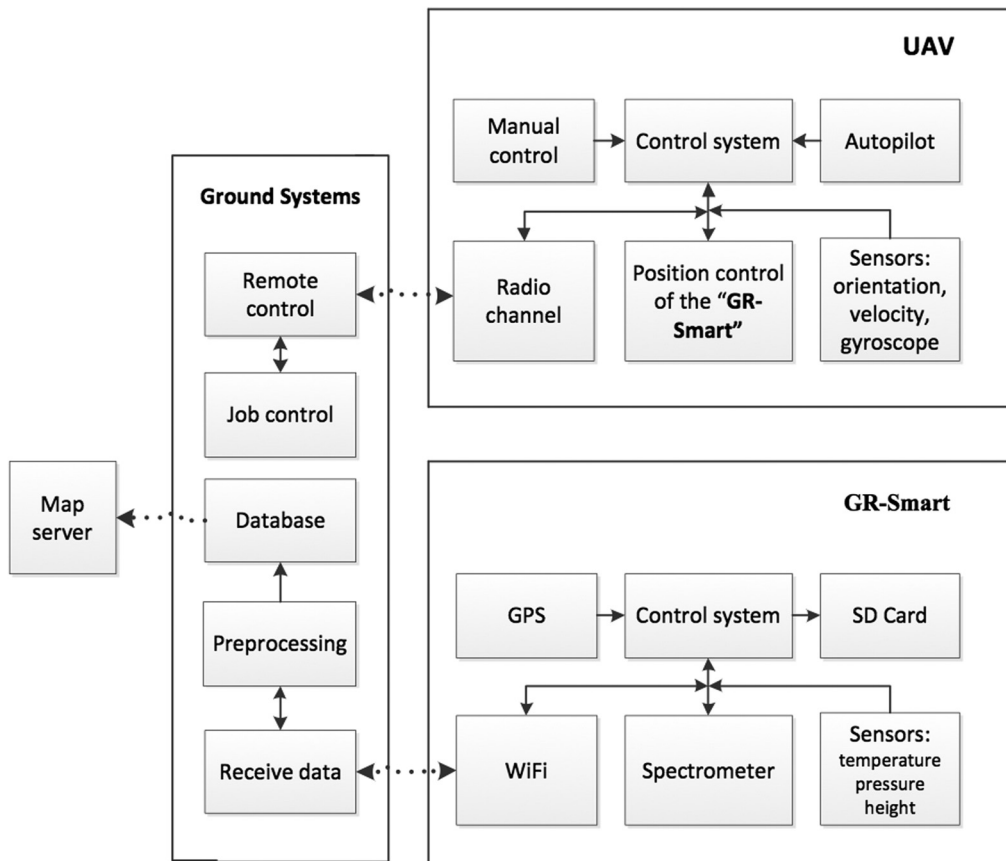 UAV
Manual
control
Control system
Autopilot
Radio
channel
Position control
of the “GR-
Smart”
Sensors:
orientation,
velocity,
gyroscope
Ground Systems
Remote
control
Job control
Database
Preprocessing
Receive data
Map
server
GR-Smart
GPS
Control system
SD Card
WiFi
Spectrometer
Sensors:
temperature
pressure
height